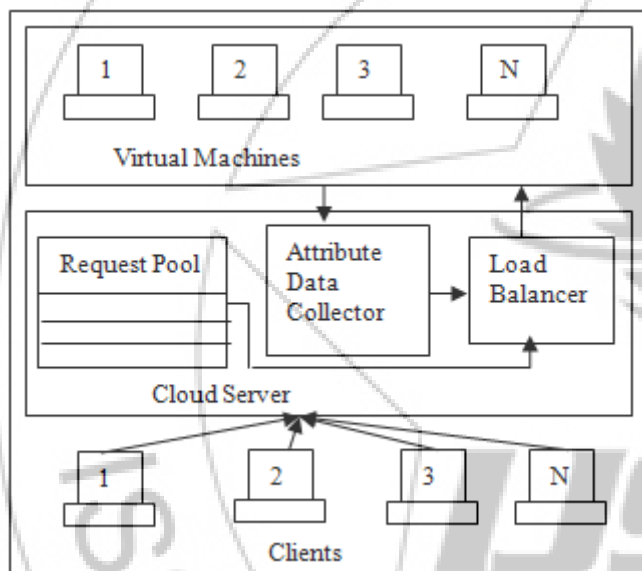 1 2 3 N
Virtual Machines
Request Pool
Attribute
Data
Collector
Load
Balancer
Cloud Server
1 2 3 N
Clients